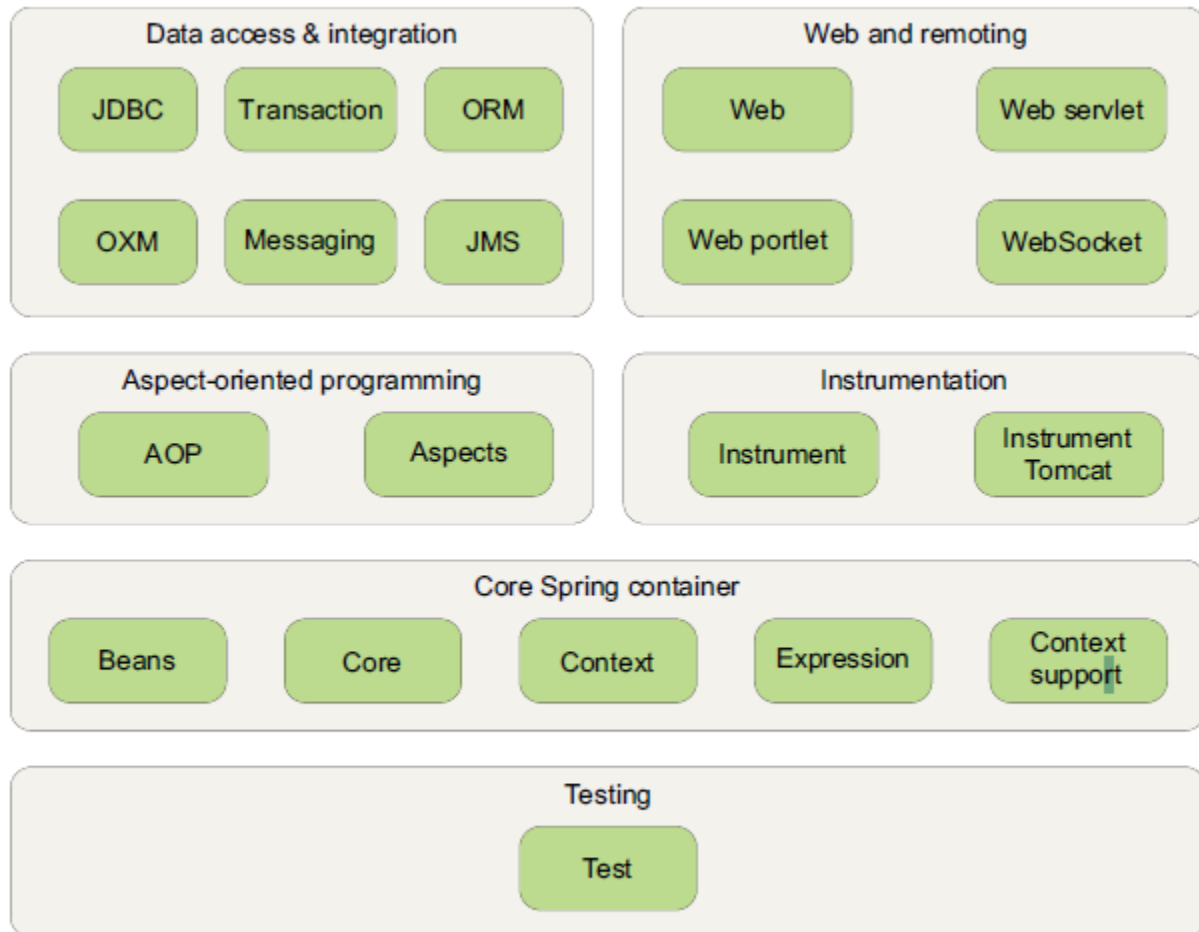 Data access & integration
JDBC
Transaction
ORM
OXM
Messaging
JMS
Web and remoting
Web
Web servlet
Web portlet
WebSocket
Aspect-oriented programming
AOP
Aspects
Instrumentation
Instrument
Instrument
Tomcat
Core Spring container
Beans
Core
Context
Expression
Context
support
Testing
Test